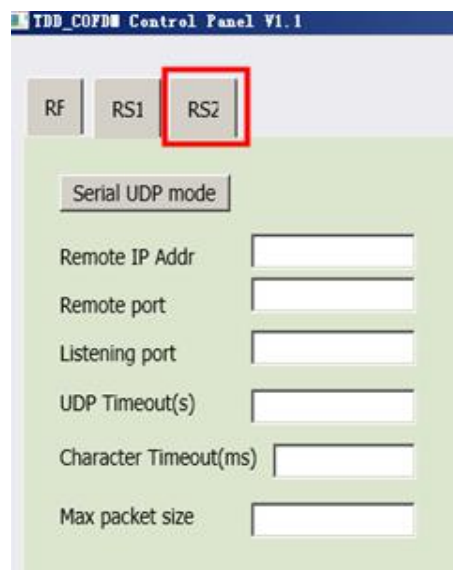 TDD_COFDM Control Panel V1.1
RF RS1 RS2
Serial UDP mode
Remote IP Addr
Remote port
Listening port
UDP Timeout(s)
Character Timeout(ms)
Max packet size